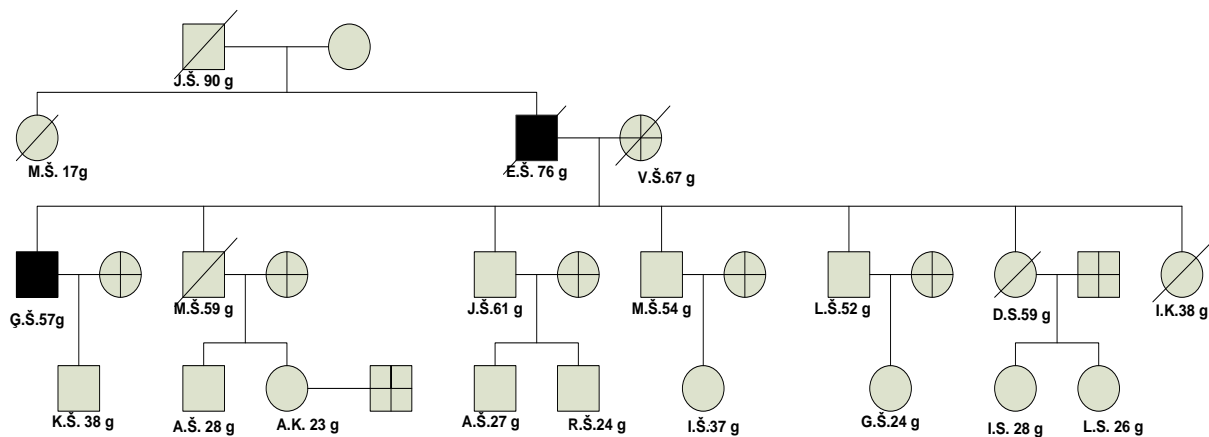 J.Š. 90 g
M.Š. 17g
E.Š. 76 g
V.Š.67 g
Ģ.Š.57g
M.Š.59 g
J.Š.61 g
M.Š.54 g
L.Š.52 g
D.S.59 g
I.K.38 g
K.Š. 38 g
A.Š. 28 g
A.K. 23 g
A.Š.27 g
R.Š.24 g
I.Š.37 g
G.Š.24 g
I.S. 28 g
L.S. 26 g